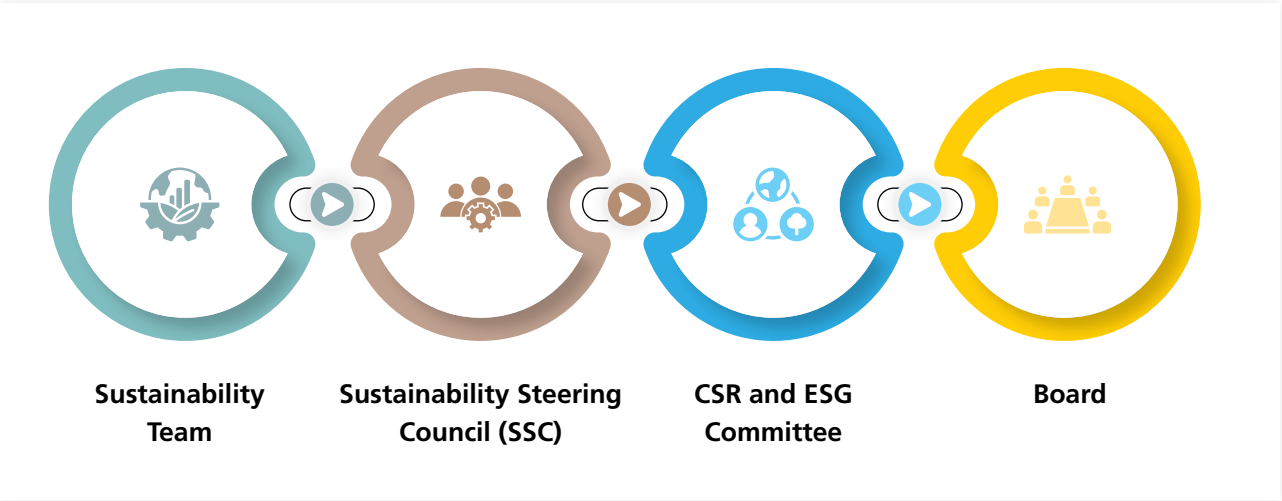 Sustainability
Team
Sustainability Steering
Council (SSC)
CSR and ESG
Committee
Board